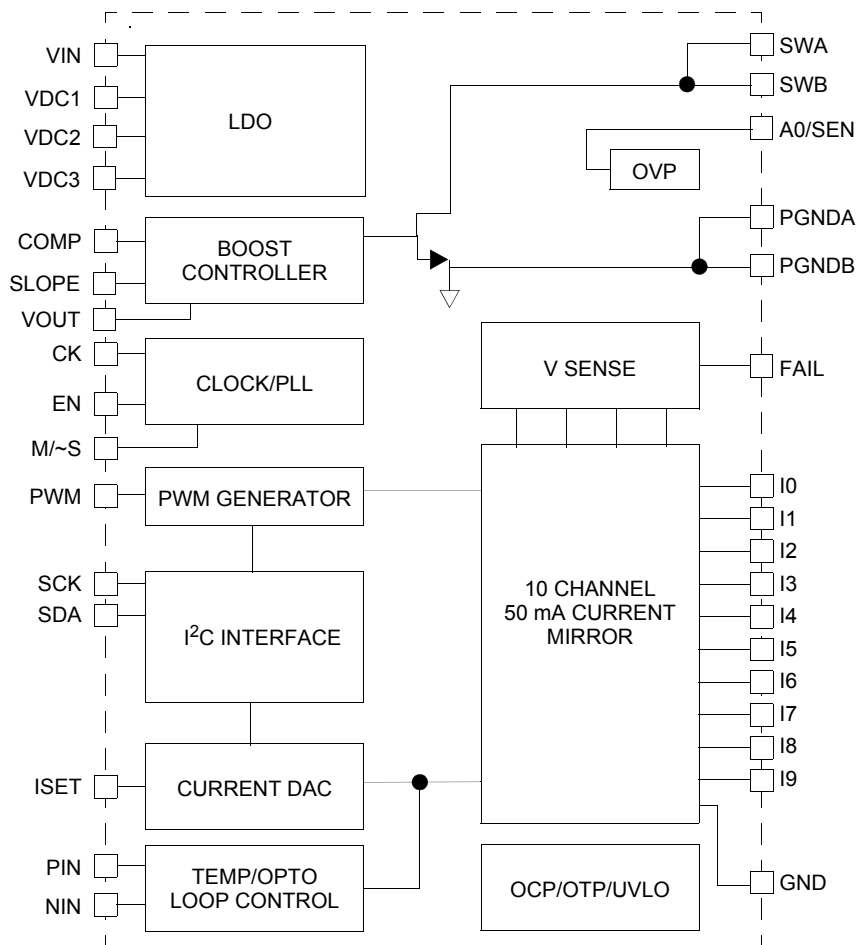 VIN
VDC1
VDC2
VDC3
LDO
SWA
SWB
A0/SEN
OVP
PGNDA
PGNDB
COMP
SLOPE
VOUT
BOOST
CONTROLLER
CK
EN
M/~S
CLOCK/PLL
V SENSE
FAIL
PWM
PWM GENERATOR
SCK
SDA
I²C INTERFACE
10 CHANNEL
50 mA CURRENT
MIRROR
I0
I1
I2
I3
I4
I5
I6
I7
I8
I9
ISET
CURRENT DAC
PIN
NIN
TEMP/OPTO
LOOP CONTROL
OCP/OTP/UVLO
GND